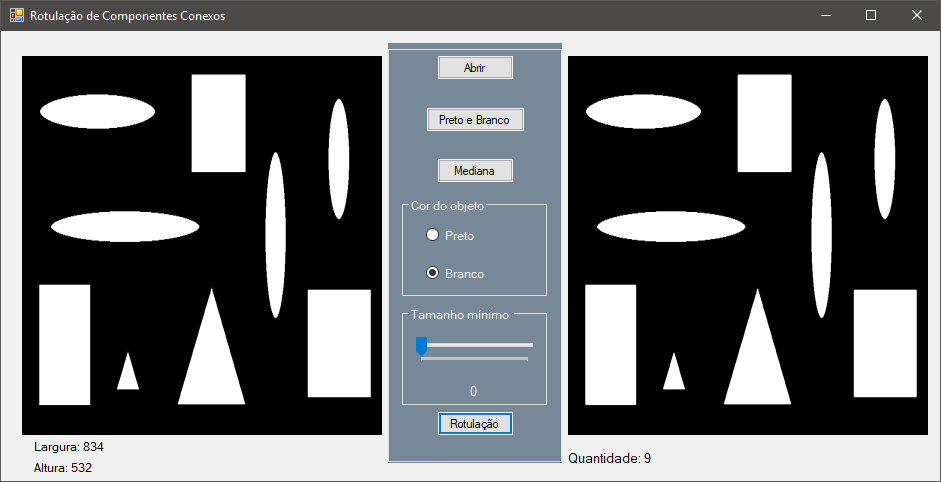 Rotulação de Componentes Conexos
Abrir
Preto e Branco
Mediana
Cor do objeto
Preto
Branco
Tamanho mínimo
0
Rotulação
Largura: 834
Altura: 532
Quantidade: 9